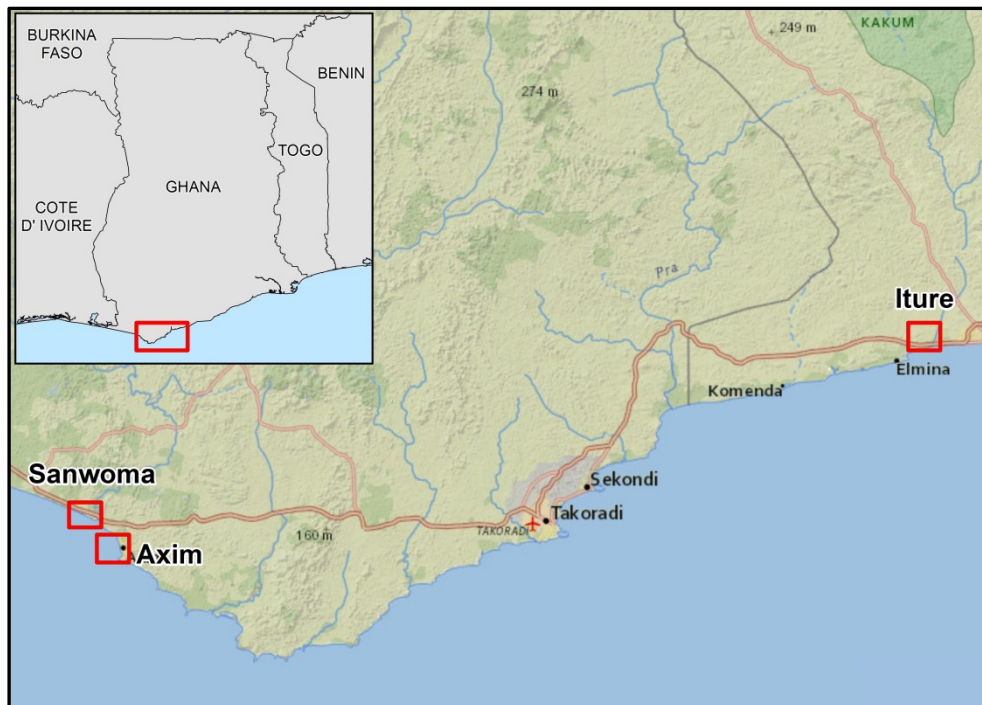 BURKINA
FASO
BENIN
TOGO
GHANA
COTE
D' IVOIRE
249 m
KAKUM
274 m
Pra
Iture
Elmina
Komenda
Sanwoma
Sekondi
Takoradi
TAKORADI
160 m
Axim